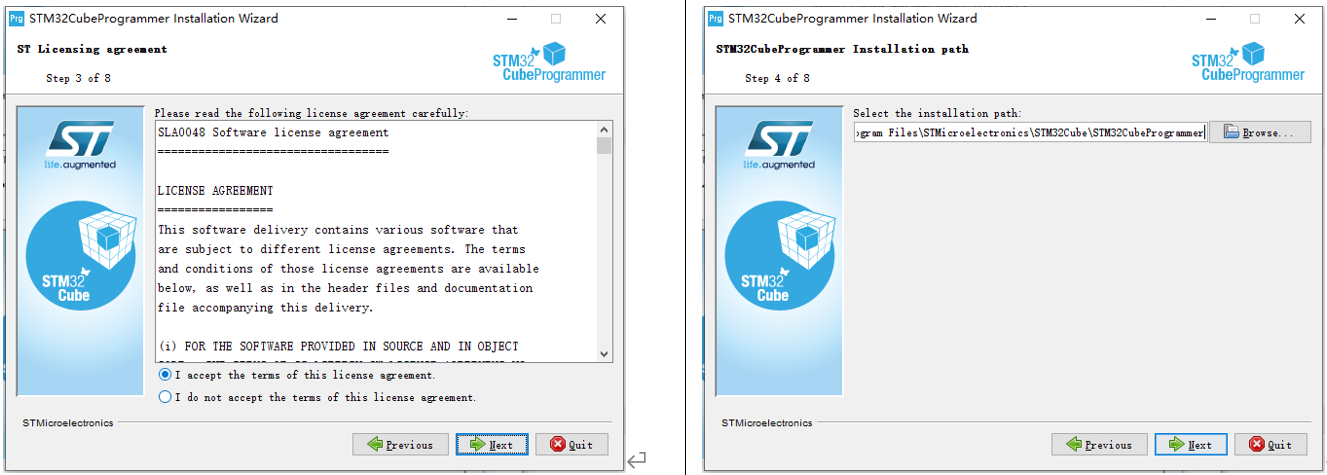 Prg STM32CubeProgrammer Installation Wizard
ST Licensing agreement
Step 3 of 8
STM32
CubeProgrammer
Please read the following license agreement carefully:
ST
life.augmented
STM32
Cube
SLA0048 Software license agreement
==================================
LICENSE AGREEMENT
=================
This software delivery contains various software that
are subject to different license agreements. The terms
and conditions of those license agreements are available
below, as well as in the header files and documentation
file accompanying this delivery.
(i) FOR THE SOFTWARE PROVIDED IN SOURCE AND IN OBJECT
I accept the terms of this license agreement.
I do not accept the terms of this license agreement.
STMicroelectronics
Previous
Next
Quit
Prg STM32CubeProgrammer Installation Wizard
STM32CubeProgrammer Installation path
Step 4 of 8
STM32
CubeProgrammer
ST
life.augmented
STM32
Cube
Select the installation path:
ogram Files\STMicroelectronics\STM32Cube\STM32CubeProgrammer
Browse...
STMicroelectronics
Previous
Next
Quit